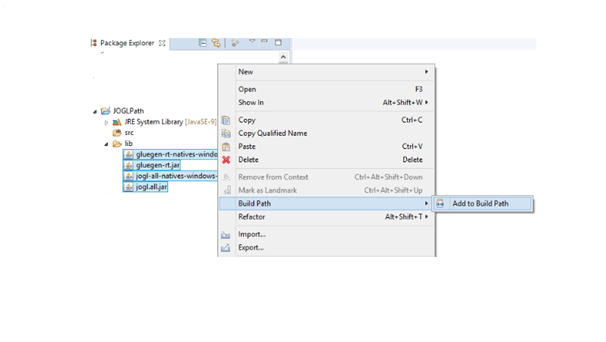 Package Explorer
New
Open F3
Show In Alt+Shift+W
JOGLPath
Copy Ctrl+C
JRE System Library [JavaSE-9]
Copy Qualified Name
src
Paste Ctrl+V
lib
Delete Delete
gluegen-rt-natives-windo
gluegen-rt.jar
Remove from Context Ctrl+Alt+Shift+Down
jogl-all-natives-windows-
Mark as Landmark Ctrl+Alt+Shift+Up
jogl.all.jar
Build Path
Add to Build Path
Refactor Alt+Shift+T
Import...
Export...